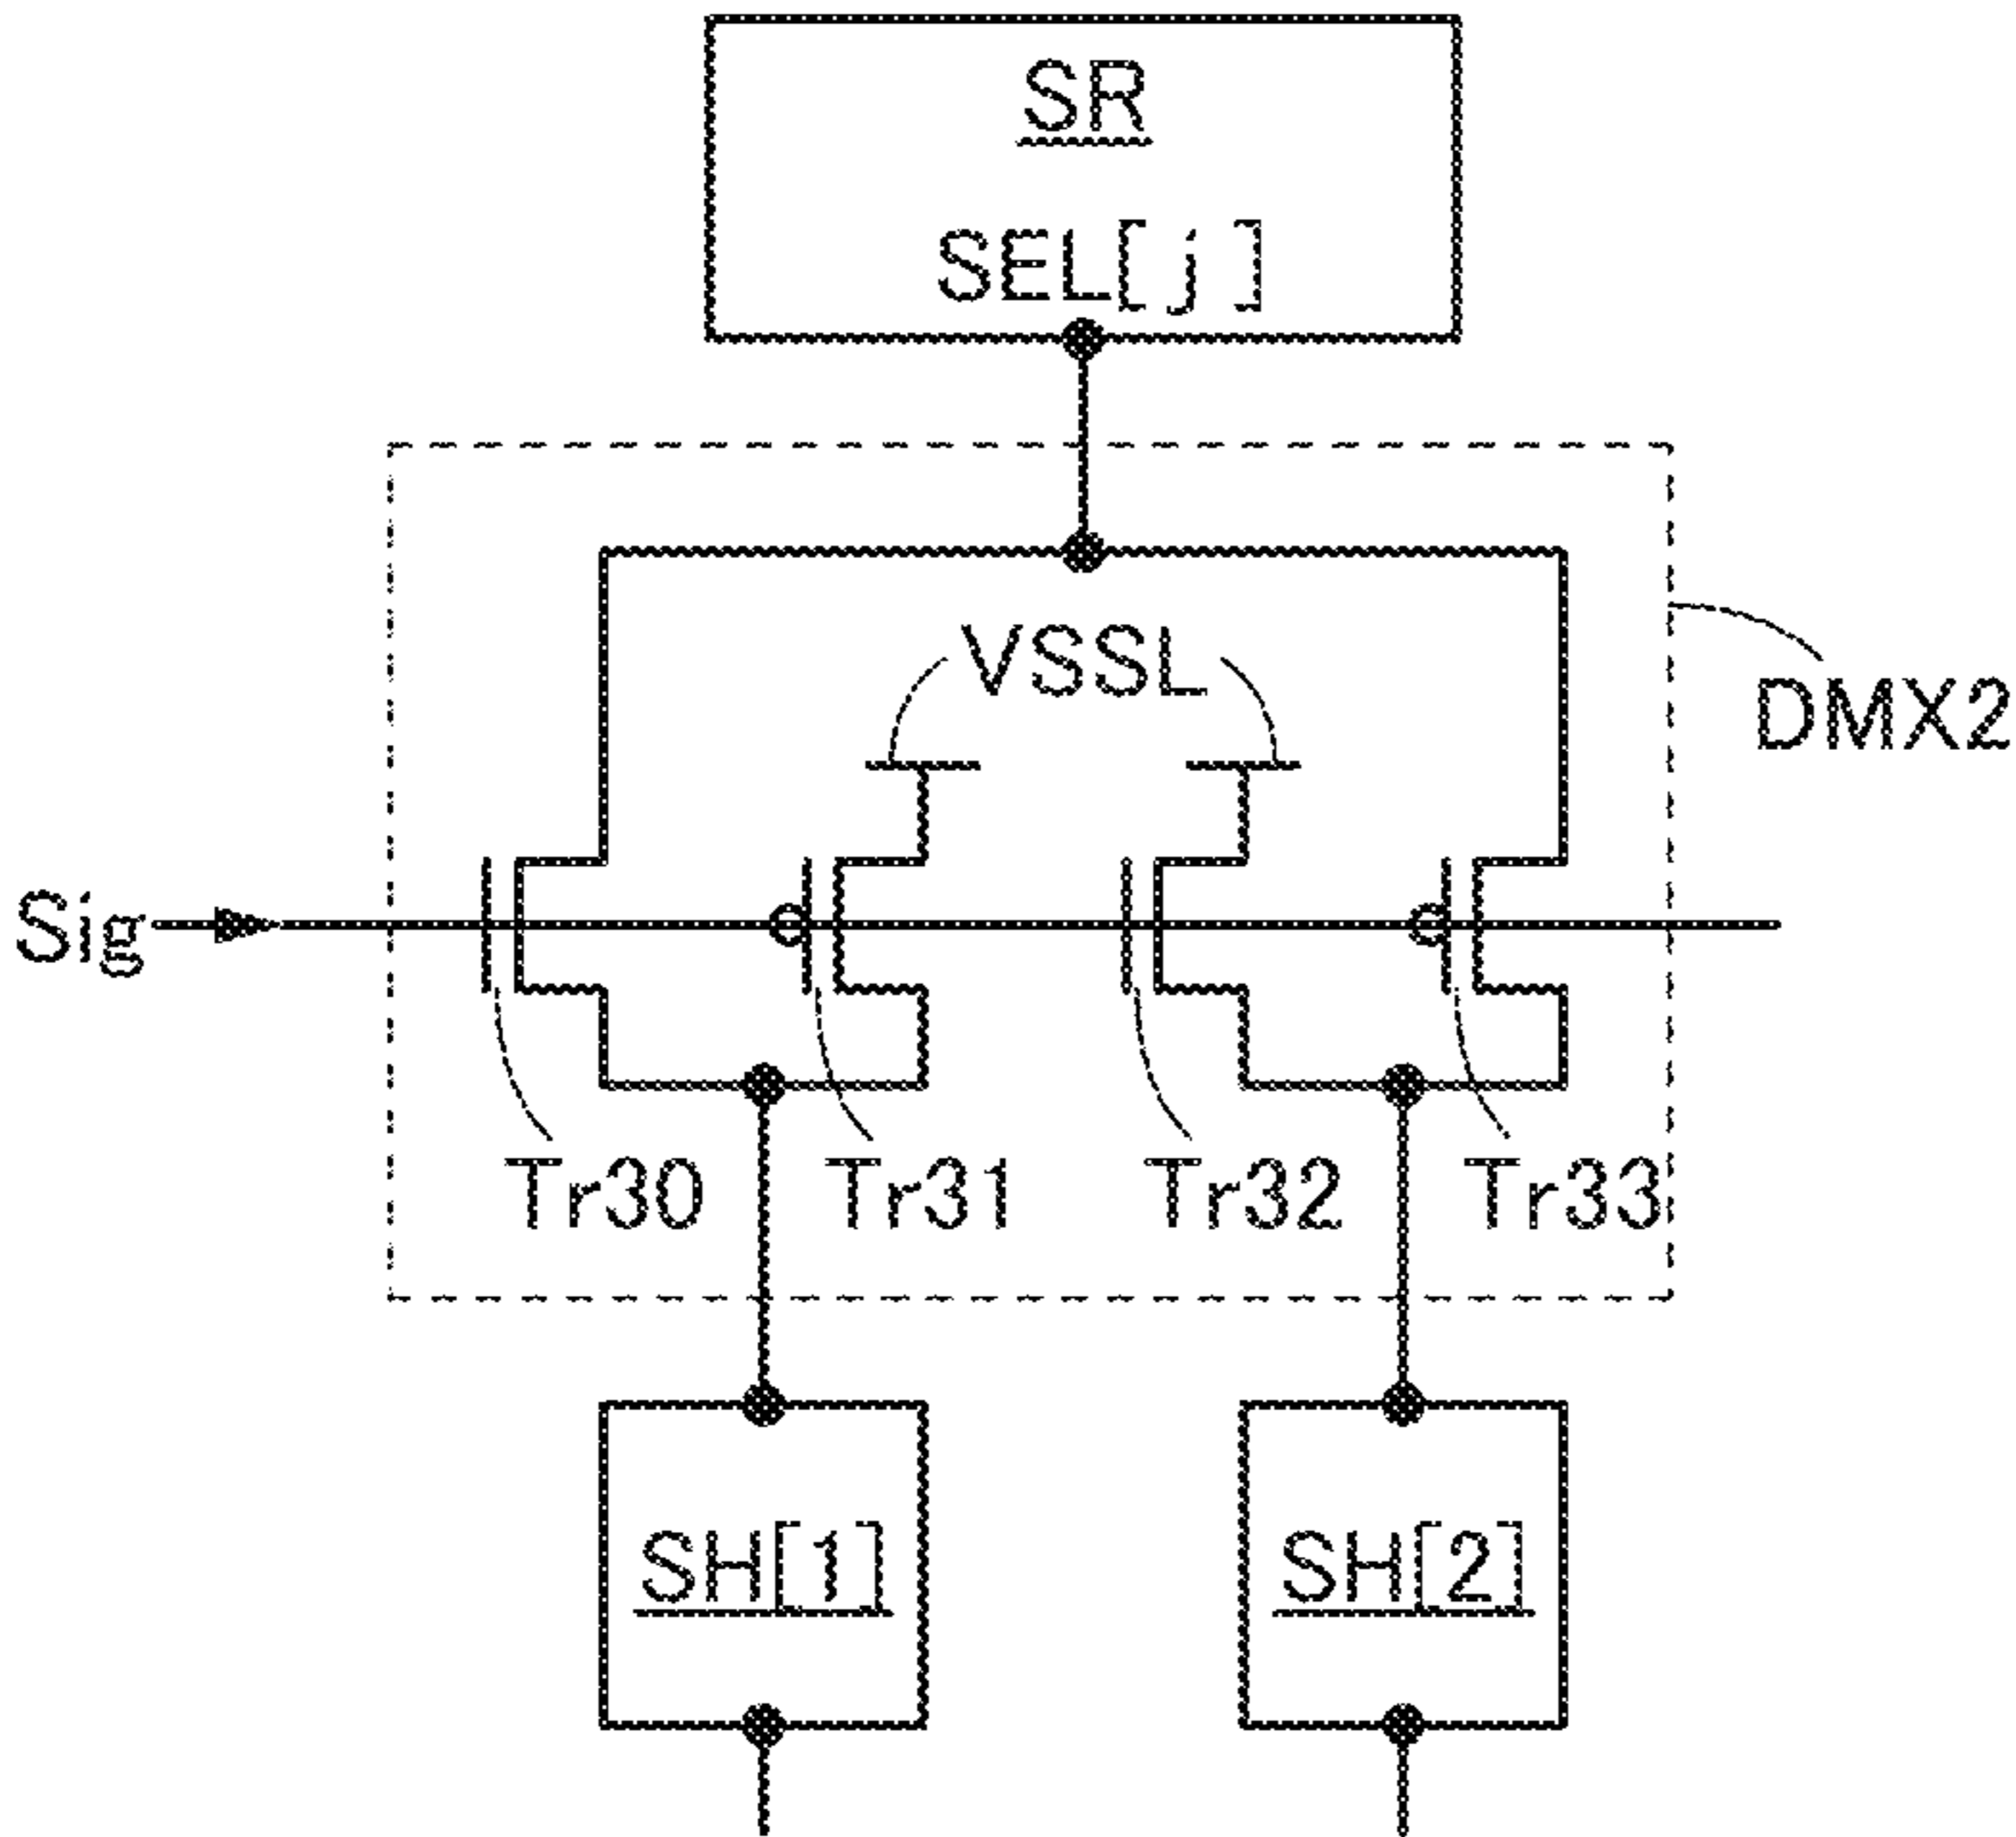 SR
SEL[j]
VSSL
DMX2
Sig
Tr30
Tr31
Tr32
Tr33
SH[1]
SH[2]